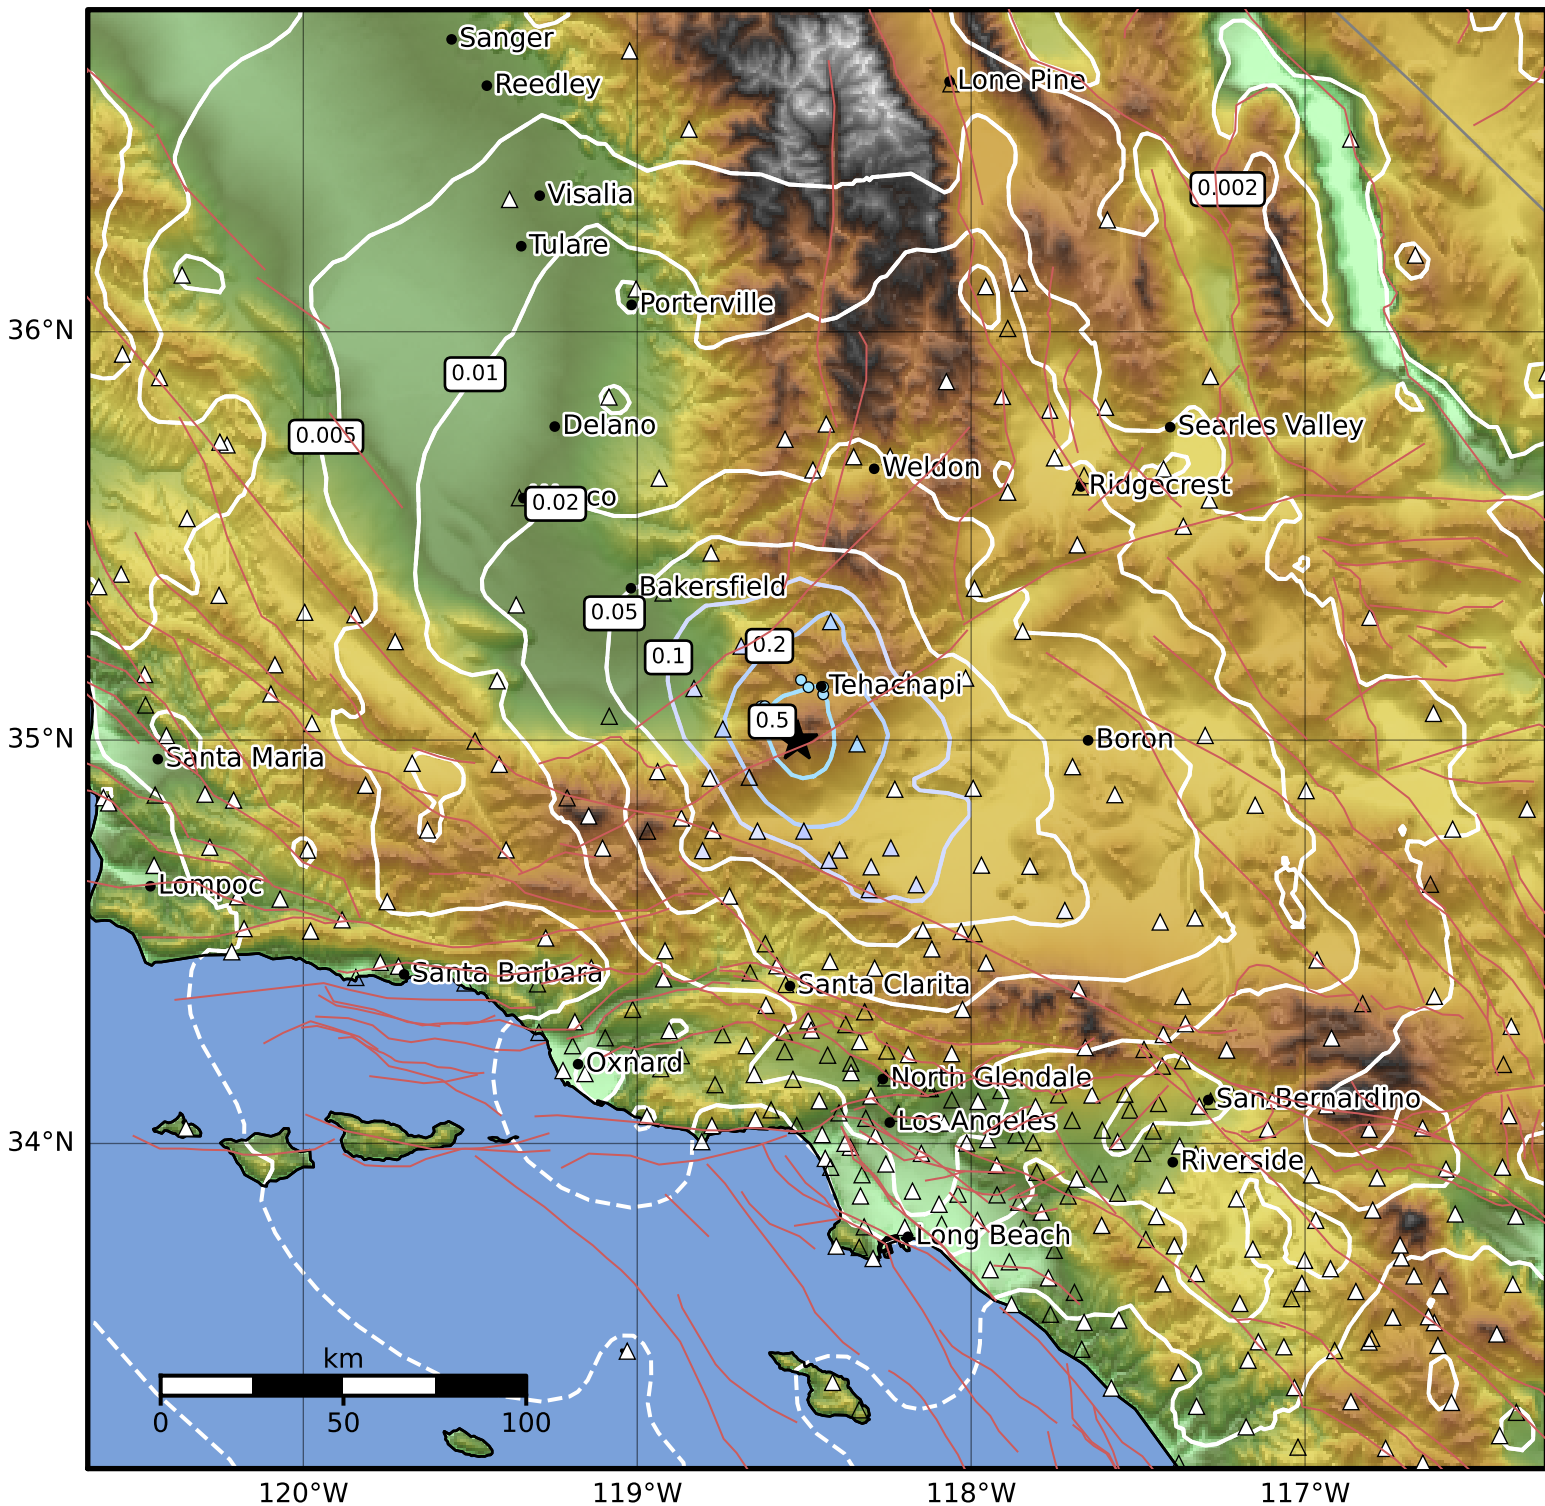 Sanger
Reedley
Lone Pine
Visalia
0.002
Tulare
Porterville
36°N
0.01
0.005
Delano
Searles Valley
Weldon
Ridgecrest
0.02
Bakersfield
0.05
0.2
0.1
Tehachapi
0.5
35°N
Boron
Santa Maria
Lompoc
Santa Barbara
Santa Clarita
Oxnard
North Glendale
San Bernardino
Los Angeles
34°N
Riverside
Long Beach
km
0 50 100
120°W 119°W 118°W 117°W